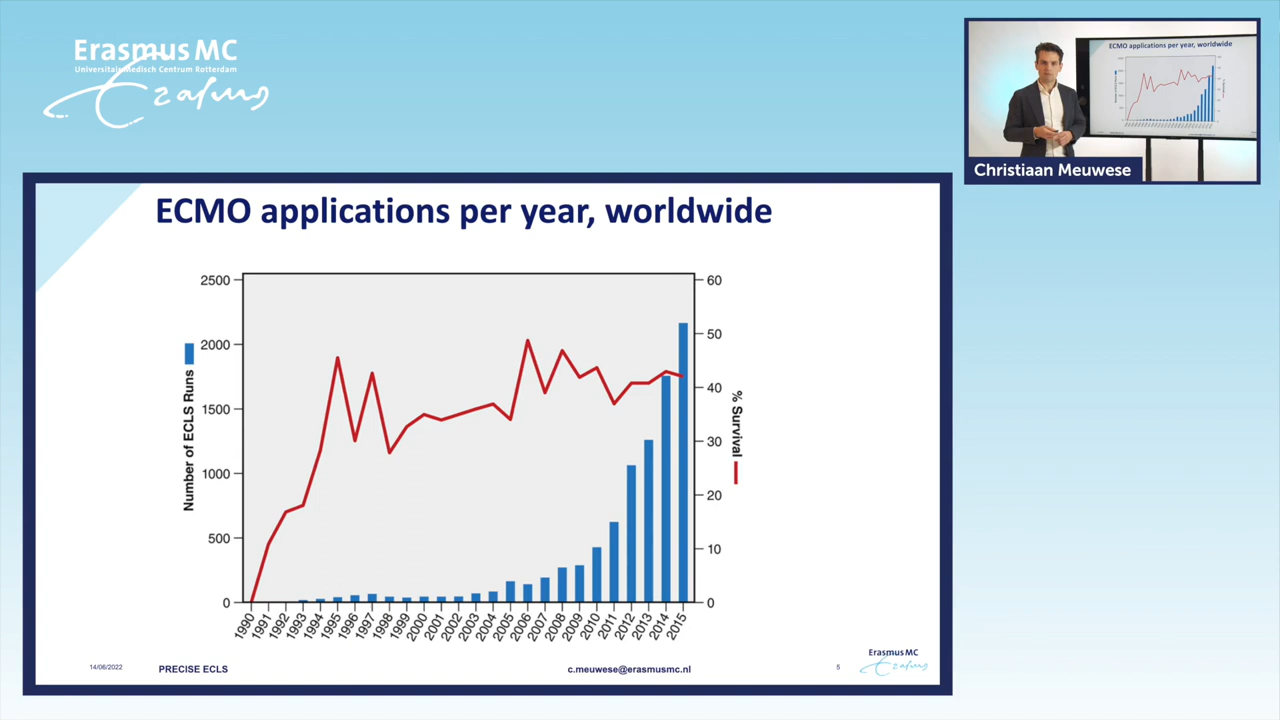 Erasmus MC
Universitair Medisch Centrum Rotterdam
Erasmus
ECMO applications per year, worldwide
Christiaan Meuwese
ECMO applications per year, worldwide
Number of ECLS Runs
2500
2000
1500
1000
500
0
60
50
40
30
20
10
0
% Survival
1990 1991 1992 1993 1994 1995 1996 1997 1998 1999 2000 2001 2002 2003 2004 2005 2006 2007 2008 2009 2010 2011 2012 2013 2014 2015
14/06/2022
PRECISE ECLS
c.meuwese@erasmusmc.nl
5
Erasmus MC
Erasmus